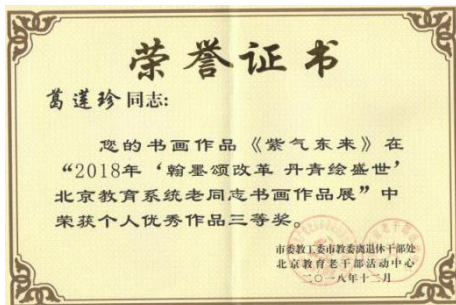 荣誉证书
葛莲珍同志:
您的书画作品《紫气东来》在
“2018年‘翰墨颂改革 丹青绘盛世’
北京教育系统老同志书画作品展”中
荣获个人优秀作品三等奖。
市委教工委市教委离退休干部处
北京教育老干部活动中心
二〇一八年十二月